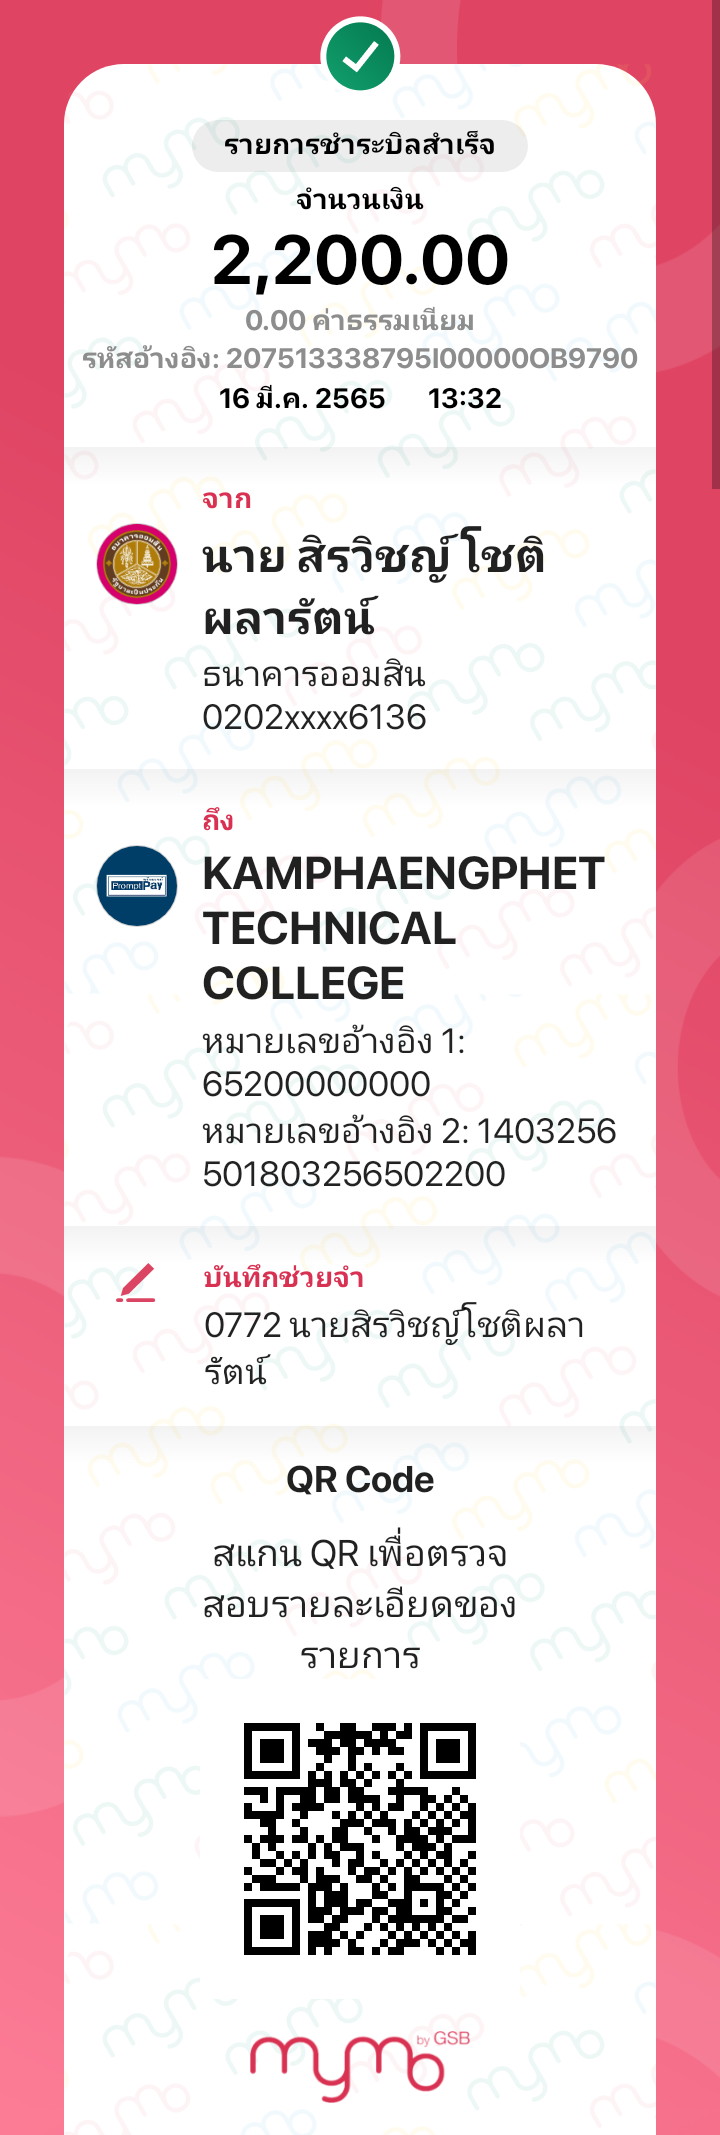 รายการชำระบิลสำเร็จ
จำนวนเงิน
2,200.00
0.00 ค่าธรรมเนียม
รหัสอ้างอิง: 207513338795I00000OB9790
16 มี.ค. 2565 13:32
จาก
นาย สิรวิชญ์ โชติ
ผลารัตน์
ธนาคารออมสิน
0202xxxx6136
ถึง
PromptPay
KAMPHAENGPHET
TECHNICAL
COLLEGE
หมายเลขอ้างอิง 1:
65200000000
หมายเลขอ้างอิง 2: 1403256
501803256502200
บันทึกช่วยจำ
0772 นายสิรวิชญ์โชติผลา
รัตน์
QR Code
สแกน QR เพื่อตรวจ
สอบรายละเอียดของ
รายการ
mymo by GSB